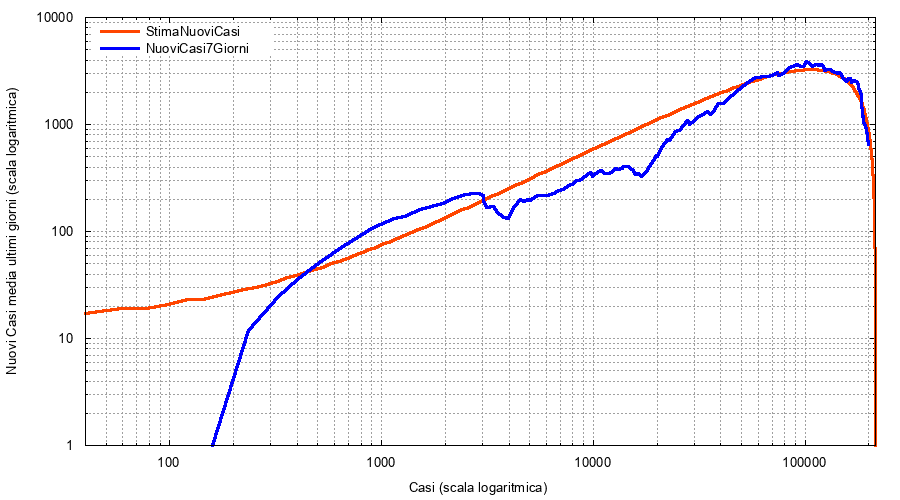 10000
StimaNuoviCasi
NuoviCasi7Giorni
1000
100
10
1
Nuovi Casi media ultimi giorni (scala logaritmica)
100 1000 10000 100000
Casi (scala logaritmica)